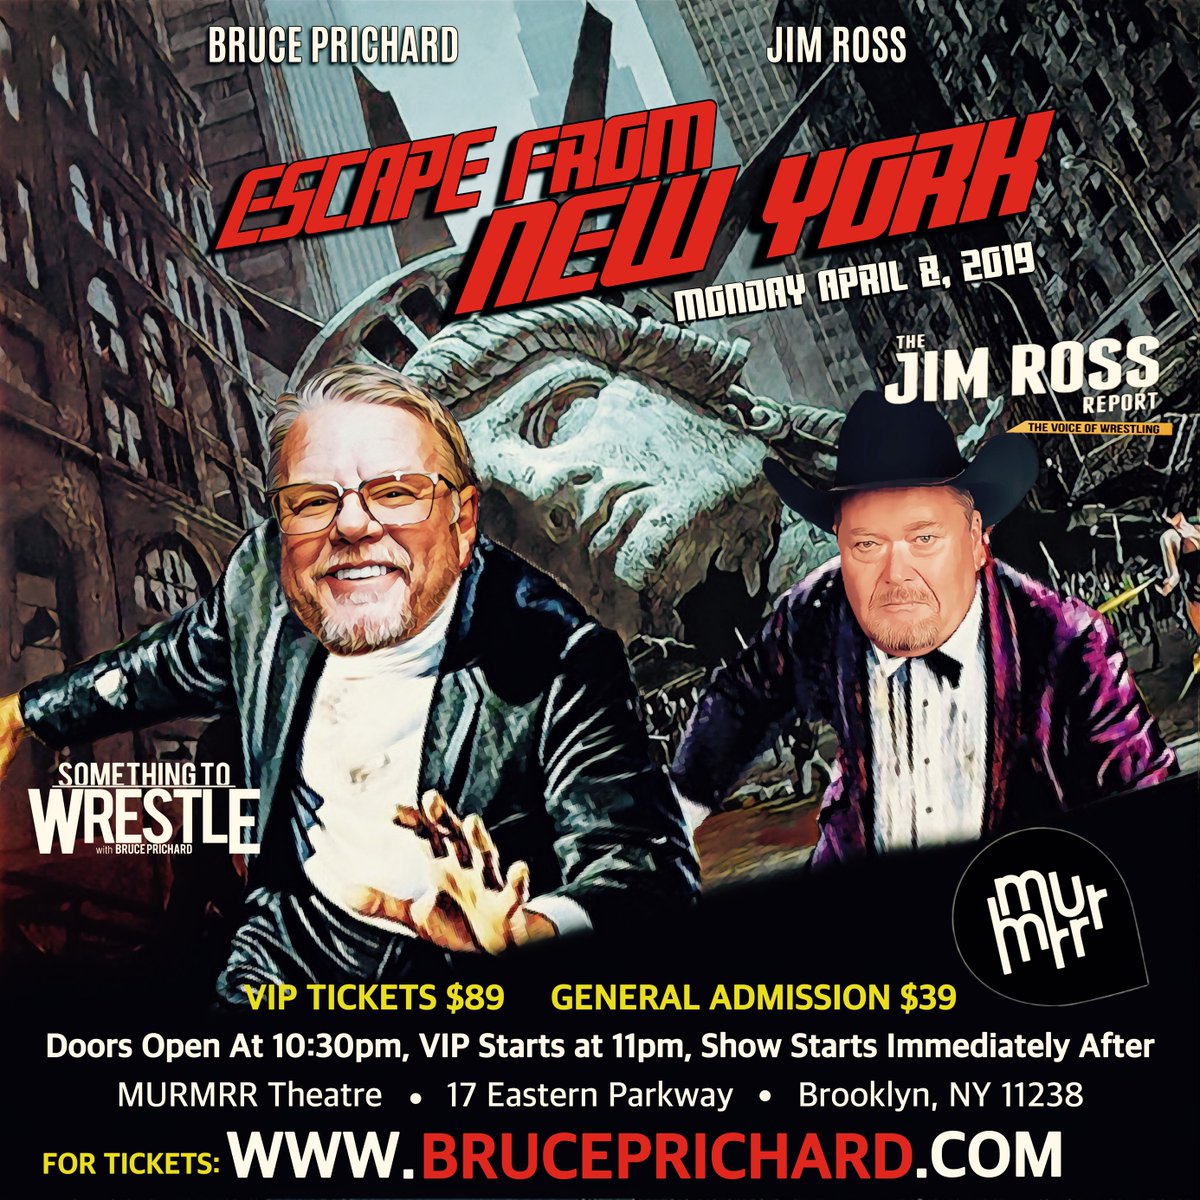 BRUCE PRICHARD
JIM ROSS
ESCAPE FROM
NEW YORK
MONDAY APRIL 8, 2019
THE
JIM ROSS
REPORT
THE VOICE OF WRESTLING
SOMETHING TO
WRESTLE
with BRUCE PRICHARD
murmrr
VIP TICKETS $89 GENERAL ADMISSION $39
Doors Open At 10:30pm, VIP Starts at 11pm, Show Starts Immediately After
MURMRR Theatre • 17 Eastern Parkway • Brooklyn, NY 11238
FOR TICKETS: WWW.BRUCEPRICHARD.COM